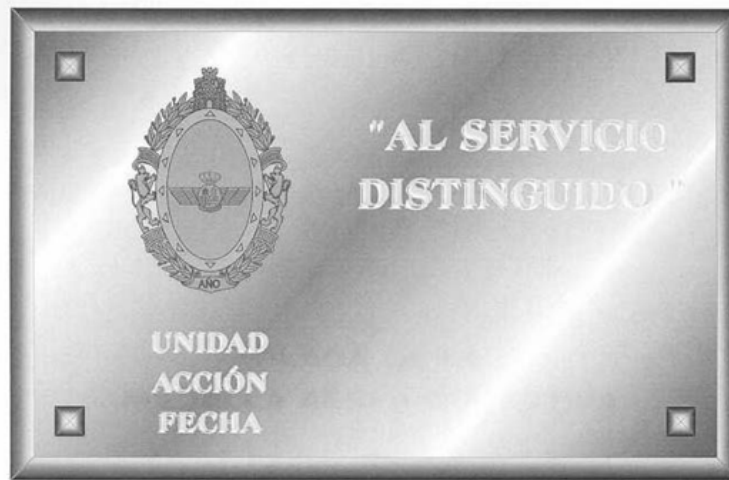 "AL SERVICIO
DISTINGUIDO"
AÑO
UNIDAD
ACCIÓN
FECHA